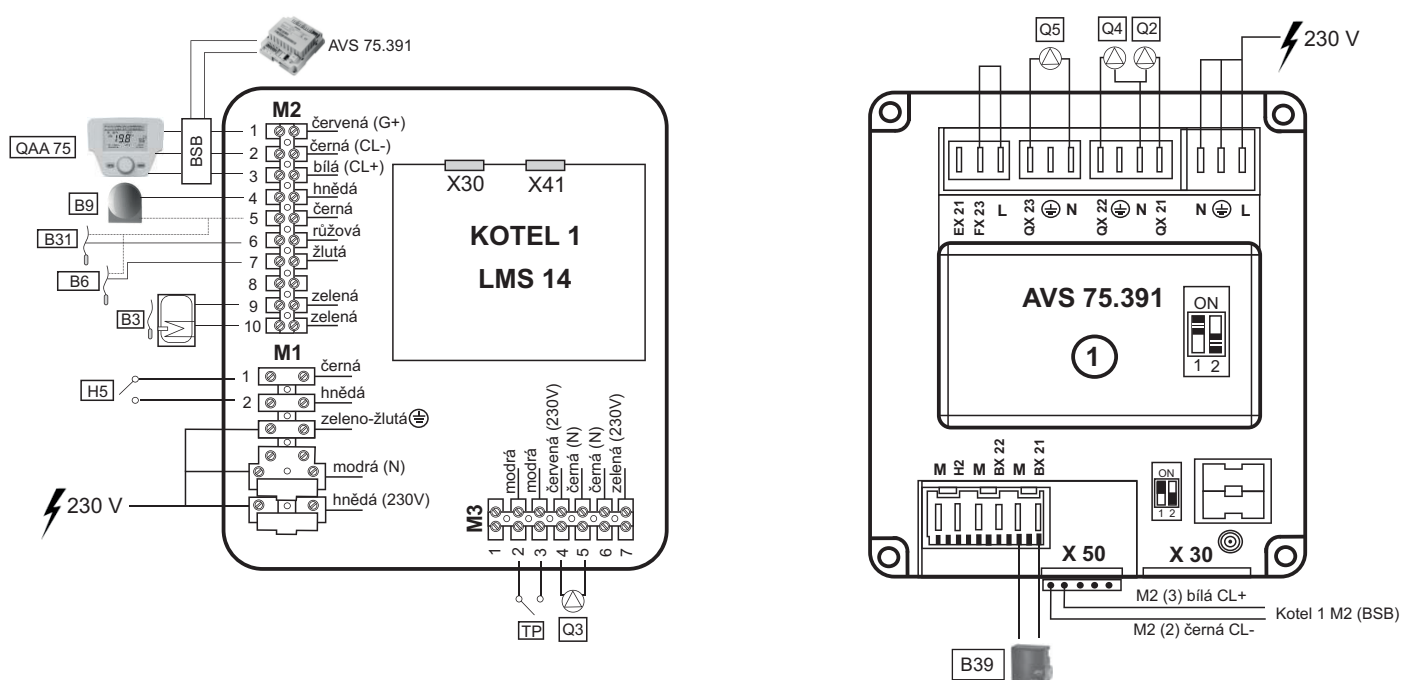 AVS 75.391
M2
QAA 75
19.8
BSB
1 červená (G+)
2 černá (CL-)
3 bílá (CL+)
B9
4 hnědá
5 černá
B31
6 růžová
7 žlutá
B6
8
9 zelená
B3
10 zelená
X30
X41
KOTEL 1
LMS 14
M1
1 černá
H5
2 hnědá
zeleno-žlutá
modrá (N)
230 V
hnědá (230V)
M3
modrá
modrá
červená (230V)
černá (N)
černá (N)
zelená (230V)
1 2 3 4 5 6 7
TP
Q3
Q5
Q4
Q2
230 V
EX 21
FX 23
L
QX 23
N
QX 22
N
QX 21
N
L
AVS 75.391
1
ON
1 2
M
H2
M
BX 22
M
BX 21
ON
1 2
X 50
X 30
M2 (3) bílá CL+
Kotel 1 M2 (BSB)
M2 (2) černá CL-
B39